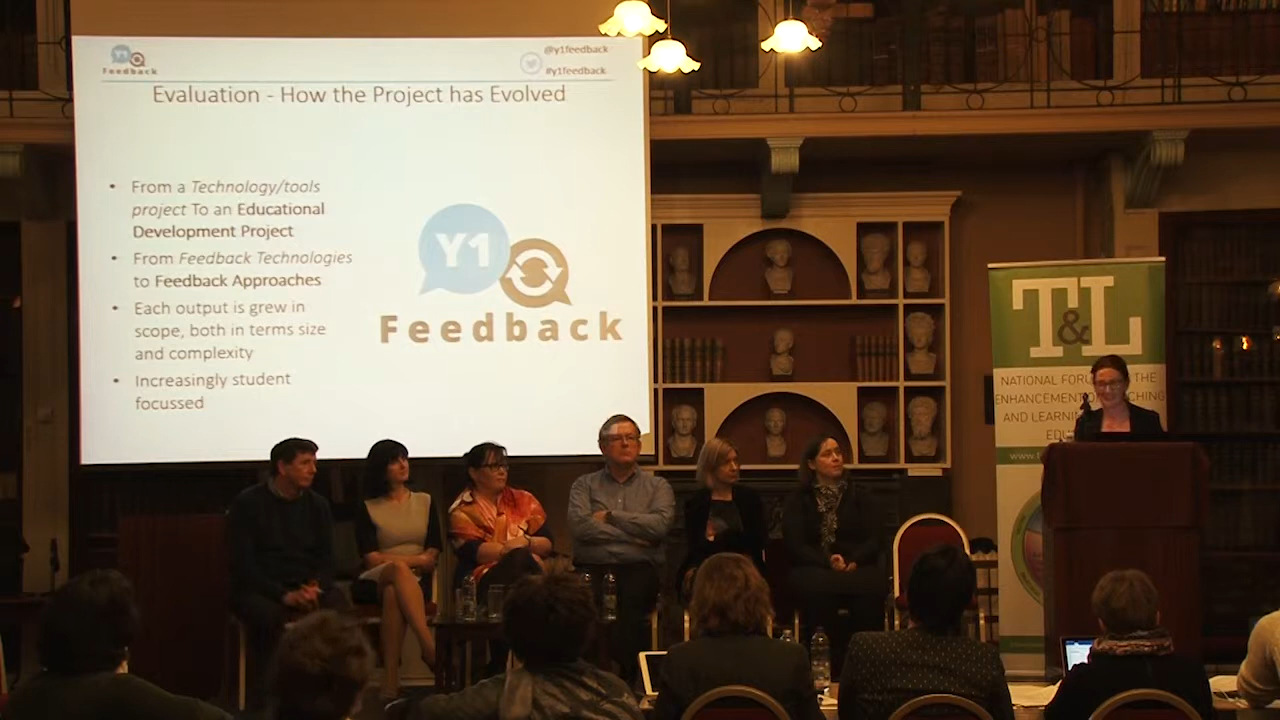 Y1
Feedback
@y1feedback
#y1feedback
Evaluation - How the Project has Evolved
• From a Technology/tools
project To an Educational
Development Project
• From Feedback Technologies
to Feedback Approaches
• Each output is grew in
scope, both in terms size
and complexity
• Increasingly student
focussed
Y1
Feedback
T&L
NATIONAL THE
ENHANCEMENT
AND LEARNING